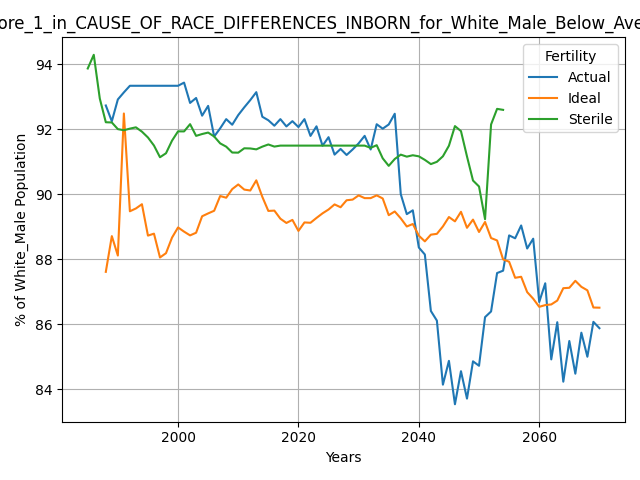 ore_1_in_CAUSE_OF_RACE_DIFFERENCES_INBORN_for_White_Male_Below_Ave
Fertility
Actual
Ideal
Sterile
% of White_Male Population
94
92
90
88
86
84
2000
2020
2040
2060
Years